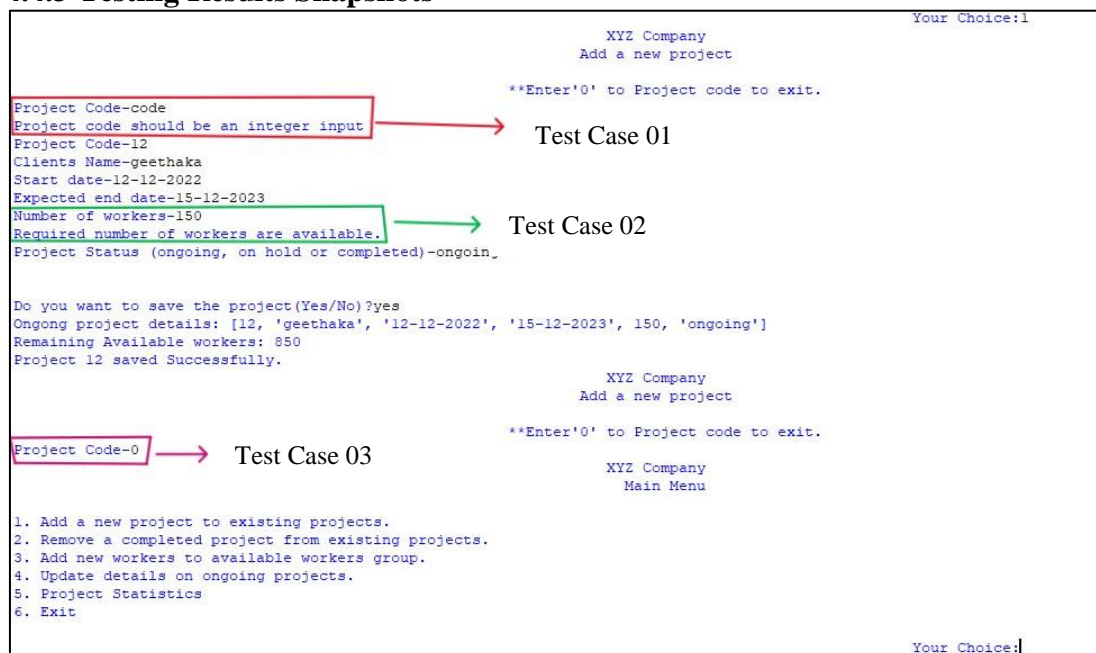 Testing Results Snapshots
Your Choice:1
XYZ Company
Add a new project
**Enter'0' to Project code to exit.
Project Code-code
Project code should be an integer input
Test Case 01
Project Code-12
Clients Name-geethaka
Start date-12-12-2022
Expected end date-15-12-2023
Number of workers-150
Required number of workers are available.
Test Case 02
Project Status (ongoing, on hold or completed)-ongoin
Do you want to save the project(Yes/No)?yes
Ongong project details: [12, 'geethaka', '12-12-2022', '15-12-2023', 150, 'ongoing']
Remaining Available workers: 850
Project 12 saved Successfully.
XYZ Company
Add a new project
**Enter'0' to Project code to exit.
Project Code-0
Test Case 03
XYZ Company
Main Menu
1. Add a new project to existing projects.
2. Remove a completed project from existing projects.
3. Add new workers to available workers group.
4. Update details on ongoing projects.
5. Project Statistics
6. Exit
Your Choice: